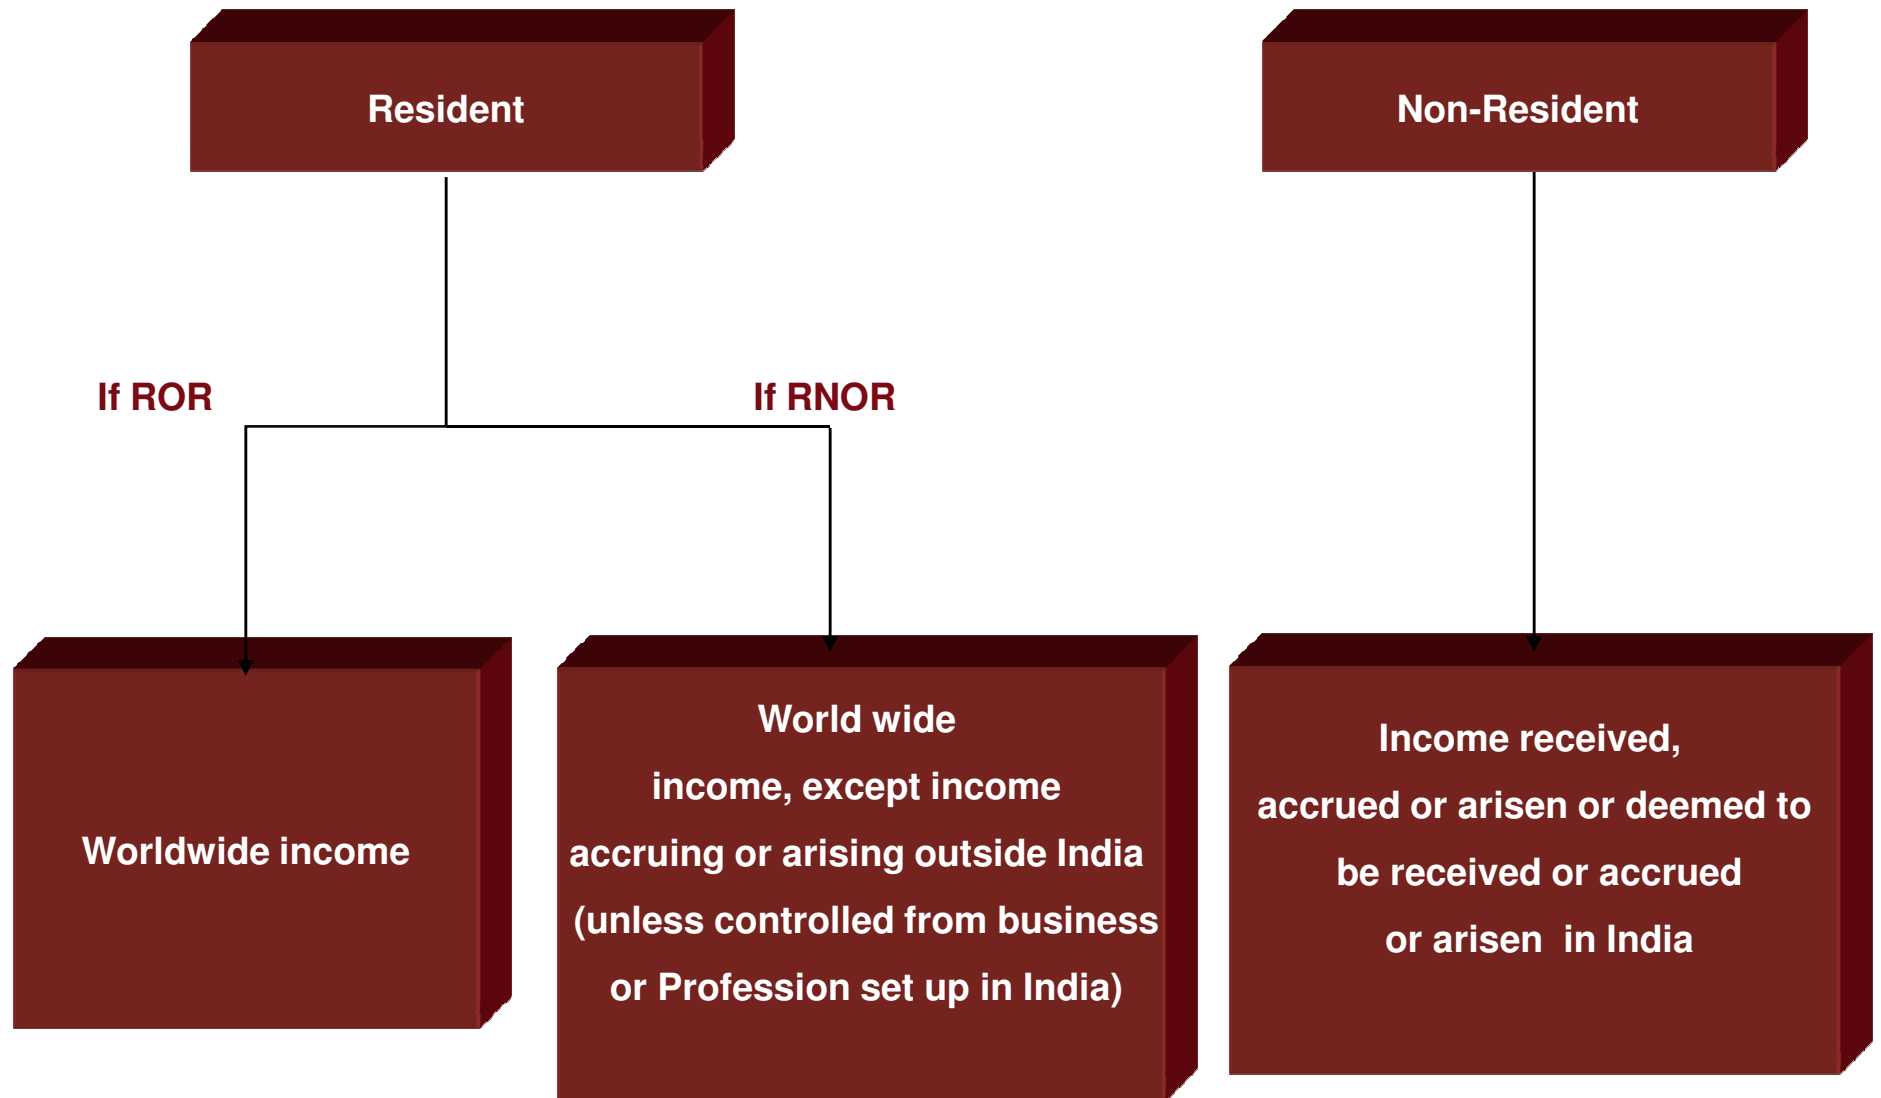 Resident
Non-Resident
If ROR
If RNOR
Worldwide income
World wide
income, except income
accruing or arising outside India
(unless controlled from business
or Profession set up in India)
Income received,
accrued or arisen or deemed to
be received or accrued
or arisen in India